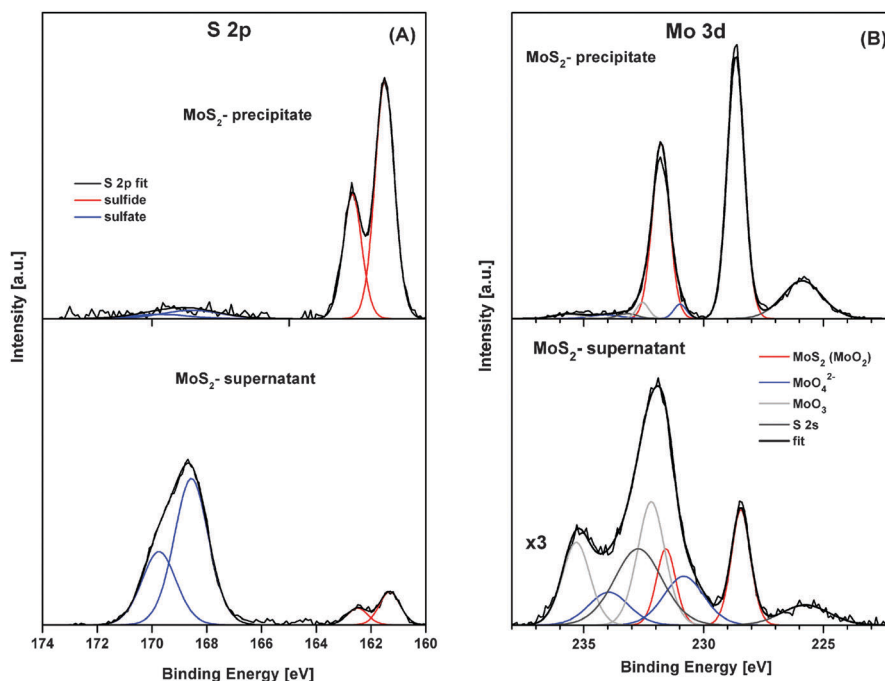 S 2p
(A)
MoS₂- precipitate
S 2p fit
sulfide
sulfate
MoS₂- supernatant
Intensity [a.u.]
174 172 170 168 166 164 162 160
Binding Energy [eV]
Mo 3d
(B)
MoS₂- precipitate
MoS₂- supernatant
MoS₂ (MoO₂)
MoO₄²⁻
MoO₃
S 2s
fit
x3
Intensity [a.u.]
235 230 225
Binding Energy [eV]